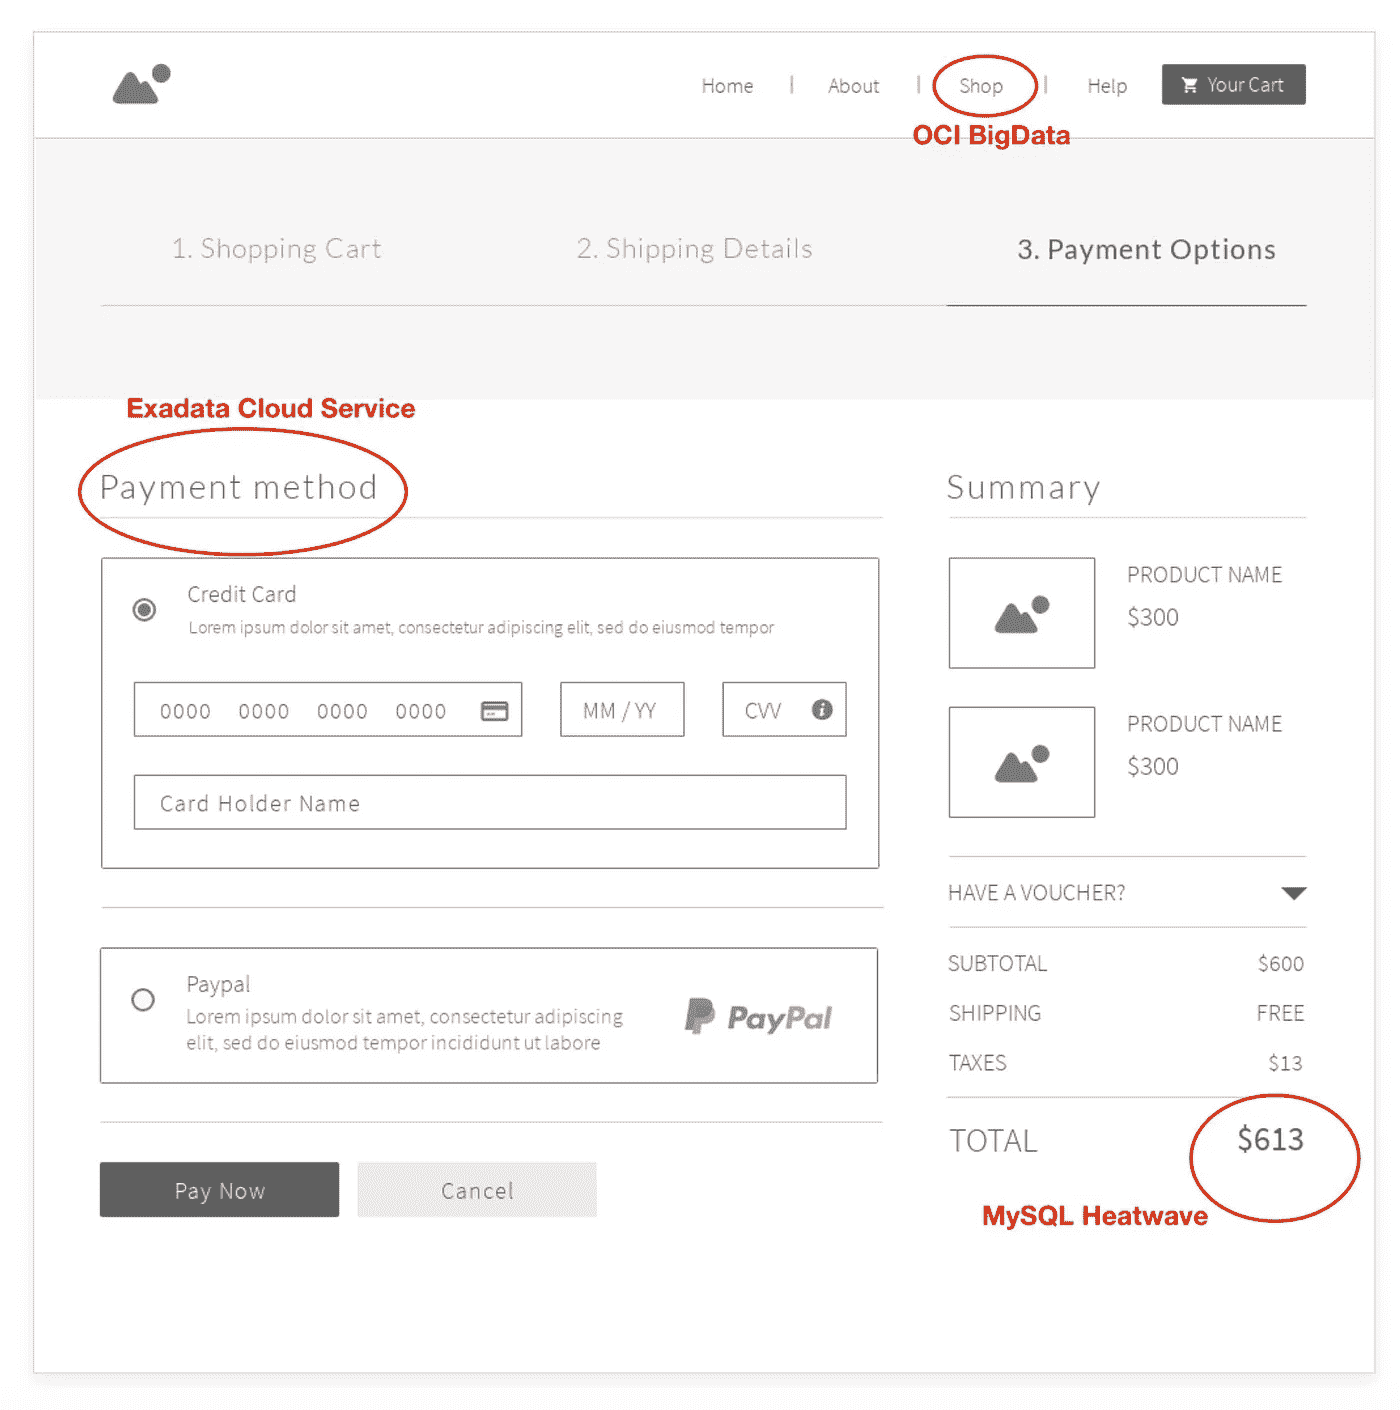 Home | About | Shop | Help Your Cart
OCI BigData
1. Shopping Cart 2. Shipping Details 3. Payment Options
Exadata Cloud Service
Payment method
Credit Card
Lorem ipsum dolor sit amet, consectetur adipiscing elit, sed do eiusmod tempor
0000 0000 0000 0000 MM / YY CVV
Card Holder Name
Paypal
Lorem ipsum dolor sit amet, consectetur adipiscing
elit, sed do eiusmod tempor incididunt ut labore
PayPal
Pay Now Cancel
Summary
PRODUCT NAME
$300
PRODUCT NAME
$300
HAVE A VOUCHER?
SUBTOTAL $600
SHIPPING FREE
TAXES $13
TOTAL $613
MySQL Heatwave